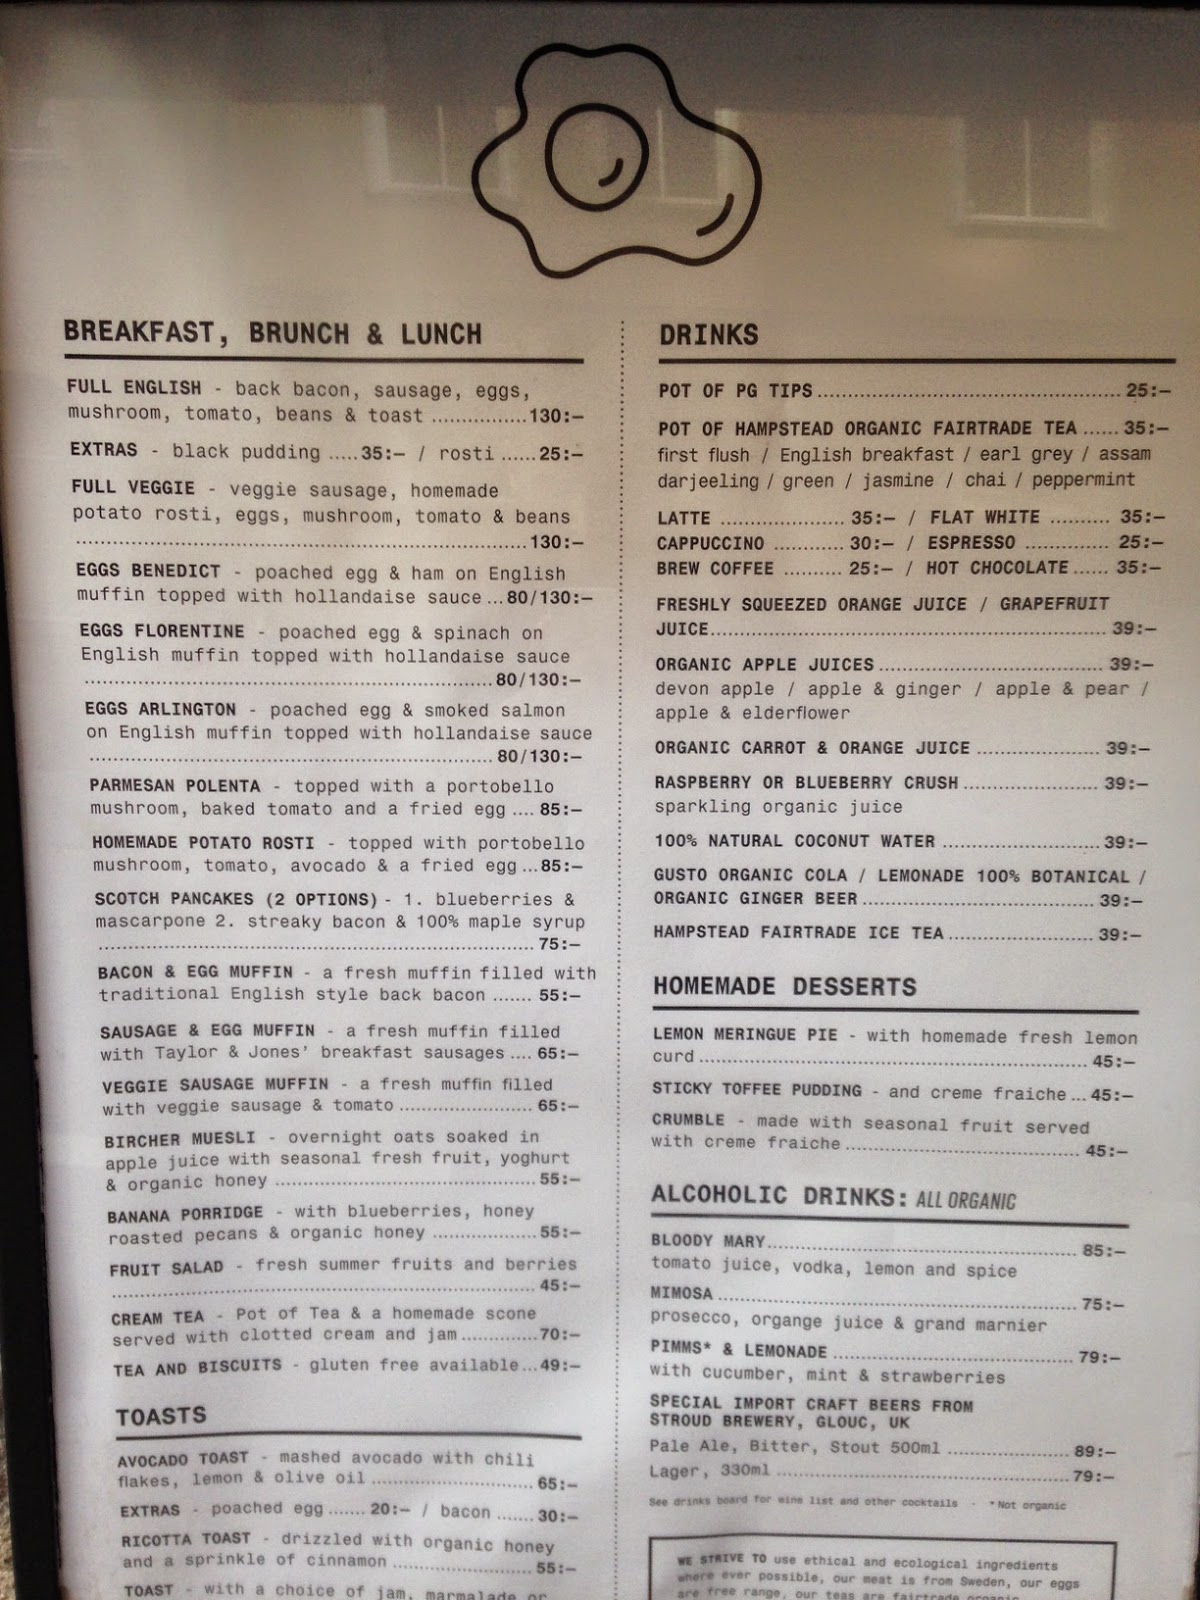 BREAKFAST, BRUNCH & LUNCH
FULL ENGLISH - back bacon, sausage, eggs,
mushroom, tomato, beans & toast ...............130:–
EXTRAS - black pudding .....35:– / rosti ......25:–
FULL VEGGIE - veggie sausage, homemade
potato rosti, eggs, mushroom, tomato & beans
......................................................130:–
EGGS BENEDICT - poached egg & ham on English
muffin topped with hollandaise sauce ...80/130:–
EGGS FLORENTINE - poached egg & spinach on
English muffin topped with hollandaise sauce
......................................................80/130:–
EGGS ARLINGTON - poached egg & smoked salmon
on English muffin topped with hollandaise sauce
......................................................80/130:–
PARMESAN POLENTA - topped with a portobello
mushroom, baked tomato and a fried egg .... 85:–
HOMEMADE POTATO ROSTI - topped with portobello
mushroom, tomato, avocado & a fried egg ...85:–
SCOTCH PANCAKES (2 OPTIONS) - 1. blueberries &
mascarpone 2. streaky bacon & 100% maple syrup
...................................................... 75:–
BACON & EGG MUFFIN - a fresh muffin filled with
traditional English style back bacon ....... 55:–
SAUSAGE & EGG MUFFIN - a fresh muffin filled
with Taylor & Jones' breakfast sausages .... 65:–
VEGGIE SAUSAGE MUFFIN - a fresh muffin filled
with veggie sausage & tomato ........................ 65:–
BIRCHER MUESLI - overnight oats soaked in
apple juice with seasonal fresh fruit, yoghurt
& organic honey ................................................ 55:–
BANANA PORRIDGE - with blueberries, honey
roasted pecans & organic honey ................... 55:–
FRUIT SALAD - fresh summer fruits and berries
...................................................... 45:–
CREAM TEA - Pot of Tea & a homemade scone
served with clotted cream and jam .............70:–
TEA AND BISCUITS - gluten free available...49:–
TOASTS
AVOCADO TOAST - mashed avocado with chili
flakes, lemon & olive oil ............................. 65:–
EXTRAS - poached egg ....... 20:– / bacon ....... 30:–
RICOTTA TOAST - drizzled with organic honey
and a sprinkle of cinnamon ......................... 55:–
TOAST - with a choice of jam, marmalade or
DRINKS
POT OF PG TIPS...................................................... 25:–
POT OF HAMPSTEAD ORGANIC FAIRTRADE TEA ...... 35:–
first flush / English breakfast / earl grey / assam
darjeeling / green / jasmine / chai / peppermint
LATTE ..................... 35:– / FLAT WHITE .......... 35:–
CAPPUCCINO ............ 30:– / ESPRESSO .............. 25:–
BREW COFFEE .......... 25:– / HOT CHOCOLATE...... 35:–
FRESHLY SQUEEZED ORANGE JUICE / GRAPEFRUIT
JUICE...................................................... 39:–
ORGANIC APPLE JUICES ........................................ 39:–
devon apple / apple & ginger / apple & pear /
apple & elderflower
ORGANIC CARROT & ORANGE JUICE ..................... 39:–
RASPBERRY OR BLUEBERRY CRUSH ........................ 39:–
sparkling organic juice
100% NATURAL COCONUT WATER ........................... 39:–
GUSTO ORGANIC COLA / LEMONADE 100% BOTANICAL /
ORGANIC GINGER BEER ........................................... 39:–
HAMPSTEAD FAIRTRADE ICE TEA ......................... 39:–
HOMEMADE DESSERTS
LEMON MERINGUE PIE - with homemade fresh lemon
curd ...................................................... 45:–
STICKY TOFFEE PUDDING - and creme fraiche ... 45:–
CRUMBLE - made with seasonal fruit served
with creme fraiche ........................................... 45:–
ALCOHOLIC DRINKS: ALL ORGANIC
BLOODY MARY...................................................... 85:–
tomato juice, vodka, lemon and spice
MIMOSA ...................................................... 75:–
prosecco, organge juice & grand marnier
PIMMS* & LEMONADE ........................................... 79:–
with cucumber, mint & strawberries
SPECIAL IMPORT CRAFT BEERS FROM
STROUD BREWERY, GLOUC, UK
Pale Ale, Bitter, Stout 500ml ..................... 89:–
Lager, 330ml ...................................................... 79:–
See drinks board for wine list and other cocktails - *Not organic
WE STRIVE TO use ethical and ecological ingredients
where ever possible, our meat is from Sweden, our eggs
are free range, our teas are fairtrade organic